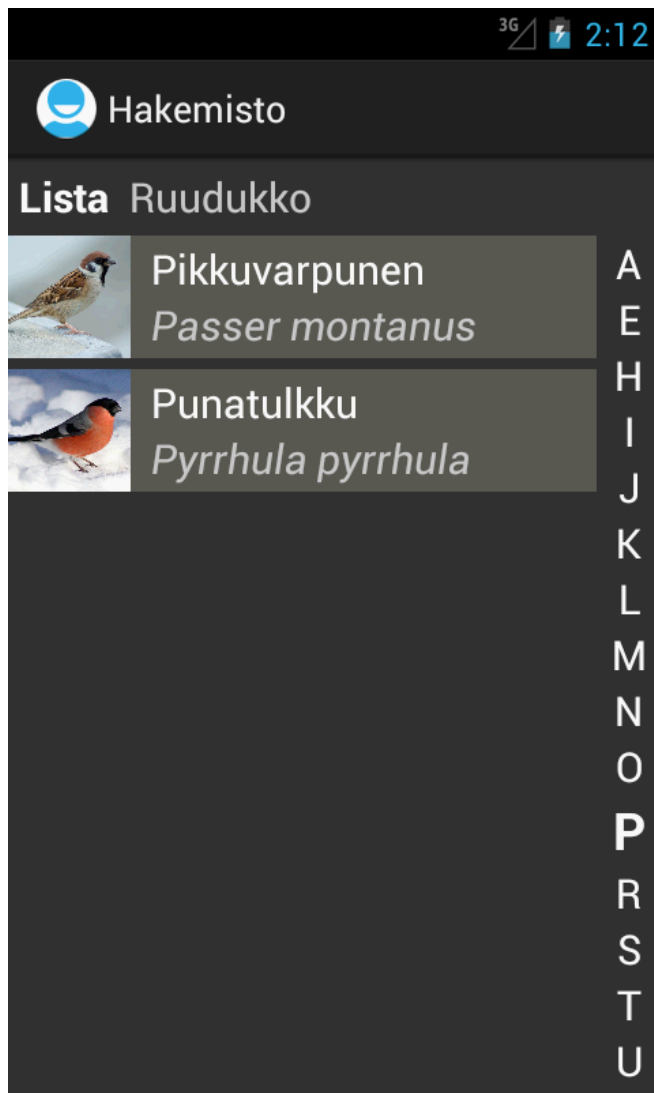 3G 2:12
Hakemisto
Lista Ruudukko
Pikkuvarpunen
Passer montanus
Punatulkku
Pyrrhula pyrrhula
A
E
H
I
J
K
L
M
N
O
P
R
S
T
U